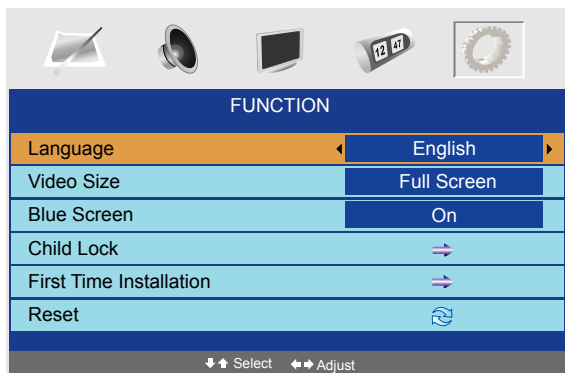 12 47
FUNCTION
Language English
Video Size Full Screen
Blue Screen On
Child Lock
First Time Installation
Reset
Select Adjust